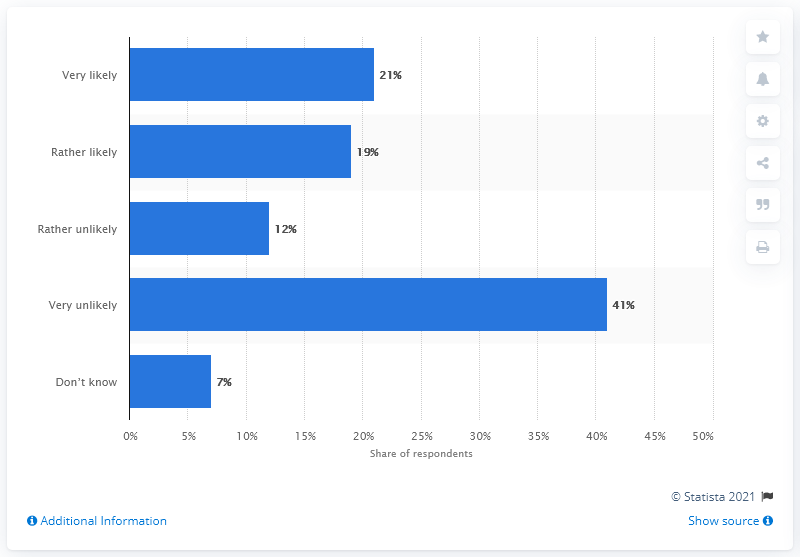 Very likely
21%
Rather likely
19%
Rather unlikely
12%
Very unlikely
41%
Don't know
7%
0% 5% 10% 15% 20% 25% 30% 35% 40% 45% 50%
Share of respondents
© Statista 2021
Additional Information
Show source